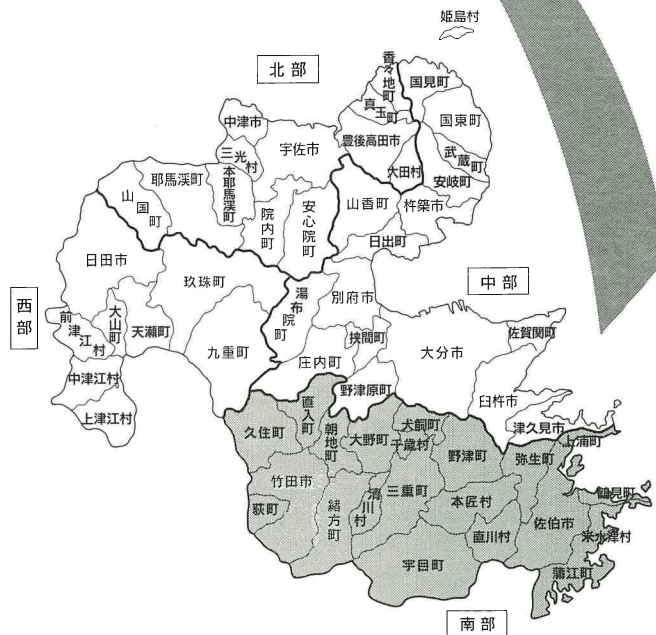 姫島村
北部
香々地町
国見町
真玉町
国東町
中津市
豊後高田市
武蔵町
三光村
宇佐市
大田村
安岐町
耶馬渓町
本耶馬渓町
山国町
院内町
安心院町
山香町
杵築市
日出町
日田市
玖珠町
湯布院町
別府市
中部
西部
前津江村
大山町
天瀬町
九重町
挟間町
大分市
佐賀関町
庄内町
中津江村
野津原町
臼杵市
上津江村
津久見市
直入町
久住町
朝地町
大野町
犬飼町
千歳村
野津町
弥生町
上浦町
竹田市
荻町
緒方町
清川村
三重町
本匠村
鶴見町
佐伯市
直川村
米水津村
宇目町
蒲江町
南部